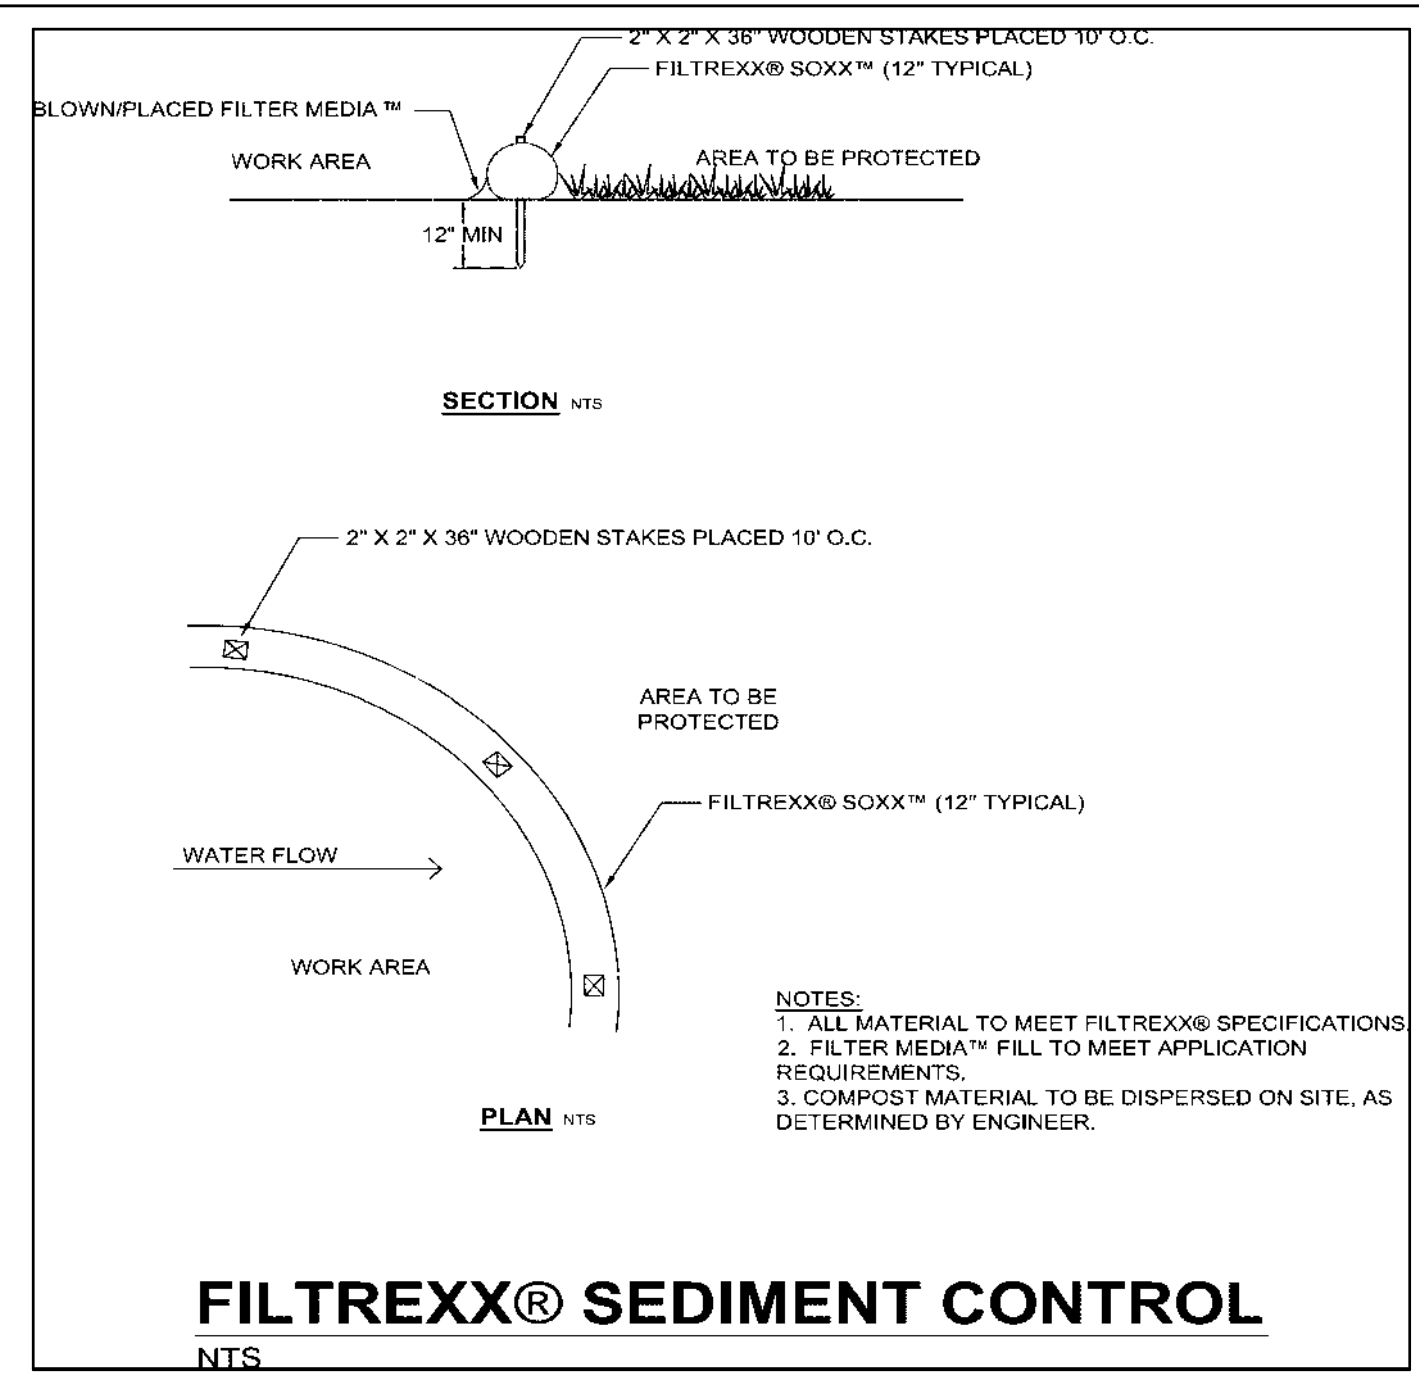 2" X 2" X 36" WOODEN STAKES PLACED 10' O.C.
FILTREXX® SOXX™ (12" TYPICAL)
BLOWN/PLACED FILTER MEDIA ™
WORK AREA
AREA TO BE PROTECTED
12" MIN
SECTION NTS
2" X 2" X 36" WOODEN STAKES PLACED 10' O.C.
AREA TO BE
PROTECTED
FILTREXX® SOXX™ (12" TYPICAL)
WATER FLOW
WORK AREA
NOTES:
1. ALL MATERIAL TO MEET FILTREXX® SPECIFICATIONS.
2. FILTER MEDIA™ FILL TO MEET APPLICATION
REQUIREMENTS.
3. COMPOST MATERIAL TO BE DISPERSED ON SITE, AS
DETERMINED BY ENGINEER.
PLAN NTS
FILTREXX® SEDIMENT CONTROL
NTS